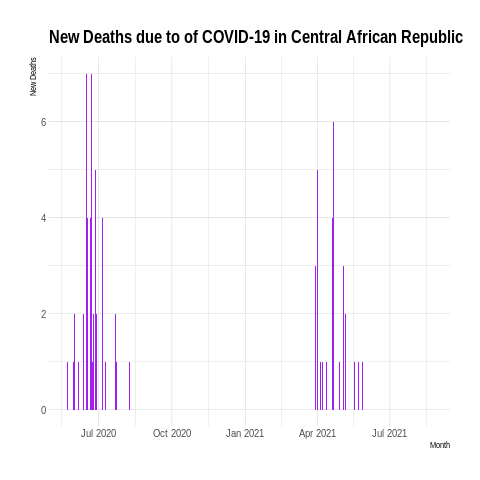 New Deaths due to of COVID-19 in Central African Republic
New Deaths
6
4
2
0
Jul 2020 Oct 2020 Jan 2021 Apr 2021 Jul 2021
Month